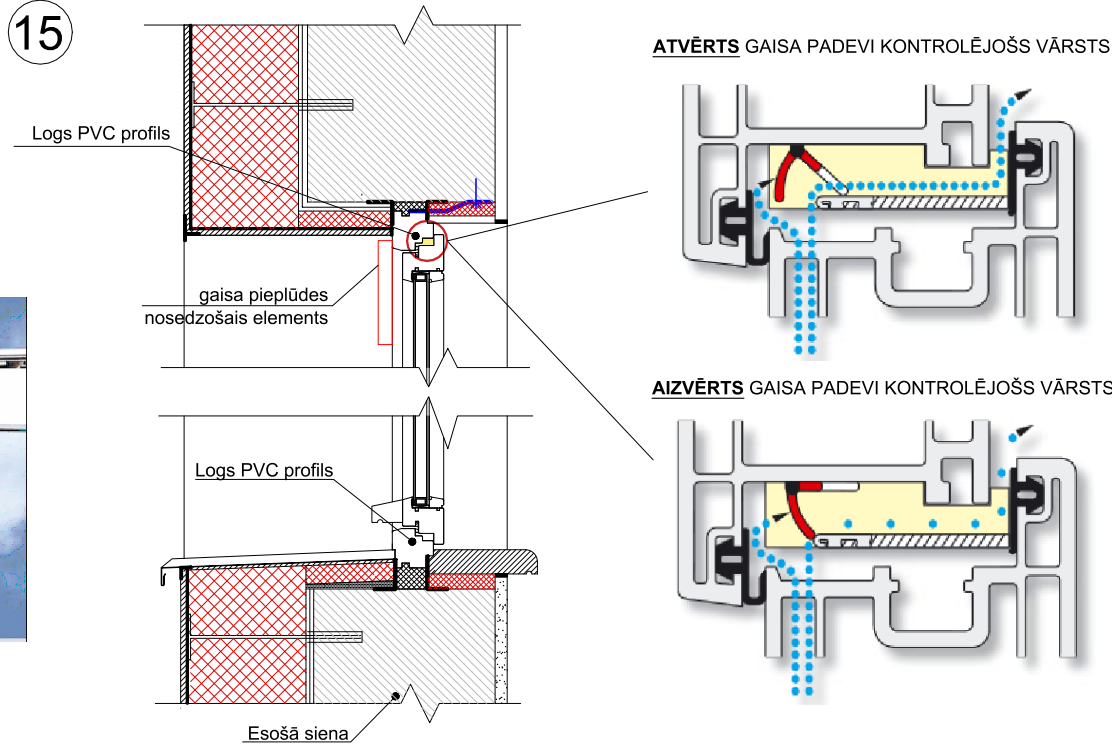 15
ATVĒRTS GAISA PADEVI KONTROLĒJOŠS VĀRSTS
Logs PVC profils
gaisa pieplūdes
nosedzošais elements
AIZVĒRTS GAISA PADEVI KONTROLĒJOŠS VĀRSTS
Logs PVC profils
Esošā siena